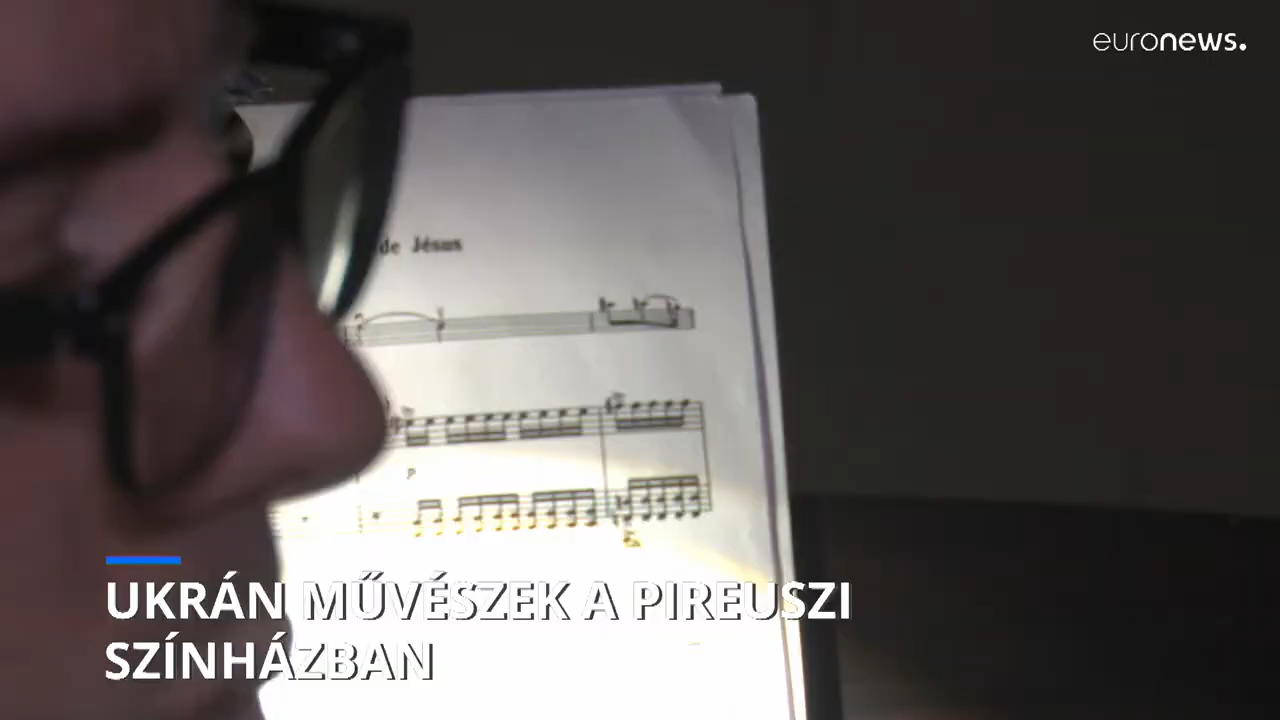 euronews.
de Jésus
P
UKRÁN MŰVÉSZEK A PIREUSZI
SZÍNHÁZBAN